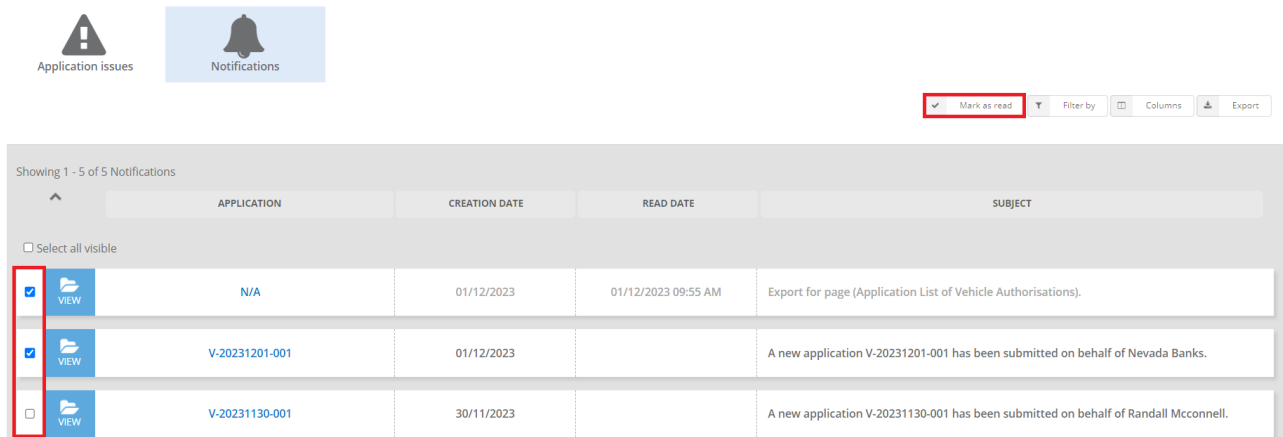 Application issues
Notifications
Mark as read
Filter by
Columns
Export
Showing 1 - 5 of 5 Notifications
APPLICATION CREATION DATE READ DATE SUBJECT
Select all visible
VIEW N/A 01/12/2023 01/12/2023 09:55 AM Export for page (Application List of Vehicle Authorisations).
VIEW V-20231201-001 01/12/2023 A new application V-20231201-001 has been submitted on behalf of Nevada Banks.
VIEW V-20231130-001 30/11/2023 A new application V-20231130-001 has been submitted on behalf of Randall Mcconnell.